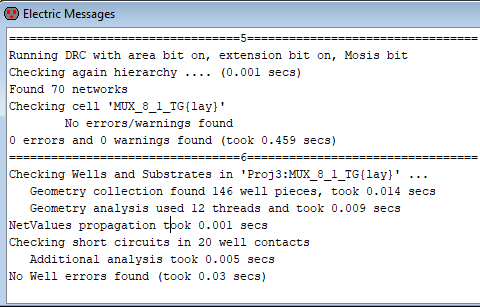 Electric Messages
=================================5=================================
Running DRC with area bit on, extension bit on, Mosis bit
Checking again hierarchy .... (0.001 secs)
Found 70 networks
Checking cell 'MUX_8_1_TG{lay}'
No errors/warnings found
0 errors and 0 warnings found (took 0.459 secs)
=================================6=================================
Checking Wells and Substrates in 'Proj3:MUX_8_1_TG{lay}' ...
Geometry collection found 146 well pieces, took 0.014 secs
Geometry analysis used 12 threads and took 0.009 secs
NetValues propagation took 0.001 secs
Checking short circuits in 20 well contacts
Additional analysis took 0.005 secs
No Well errors found (took 0.03 secs)